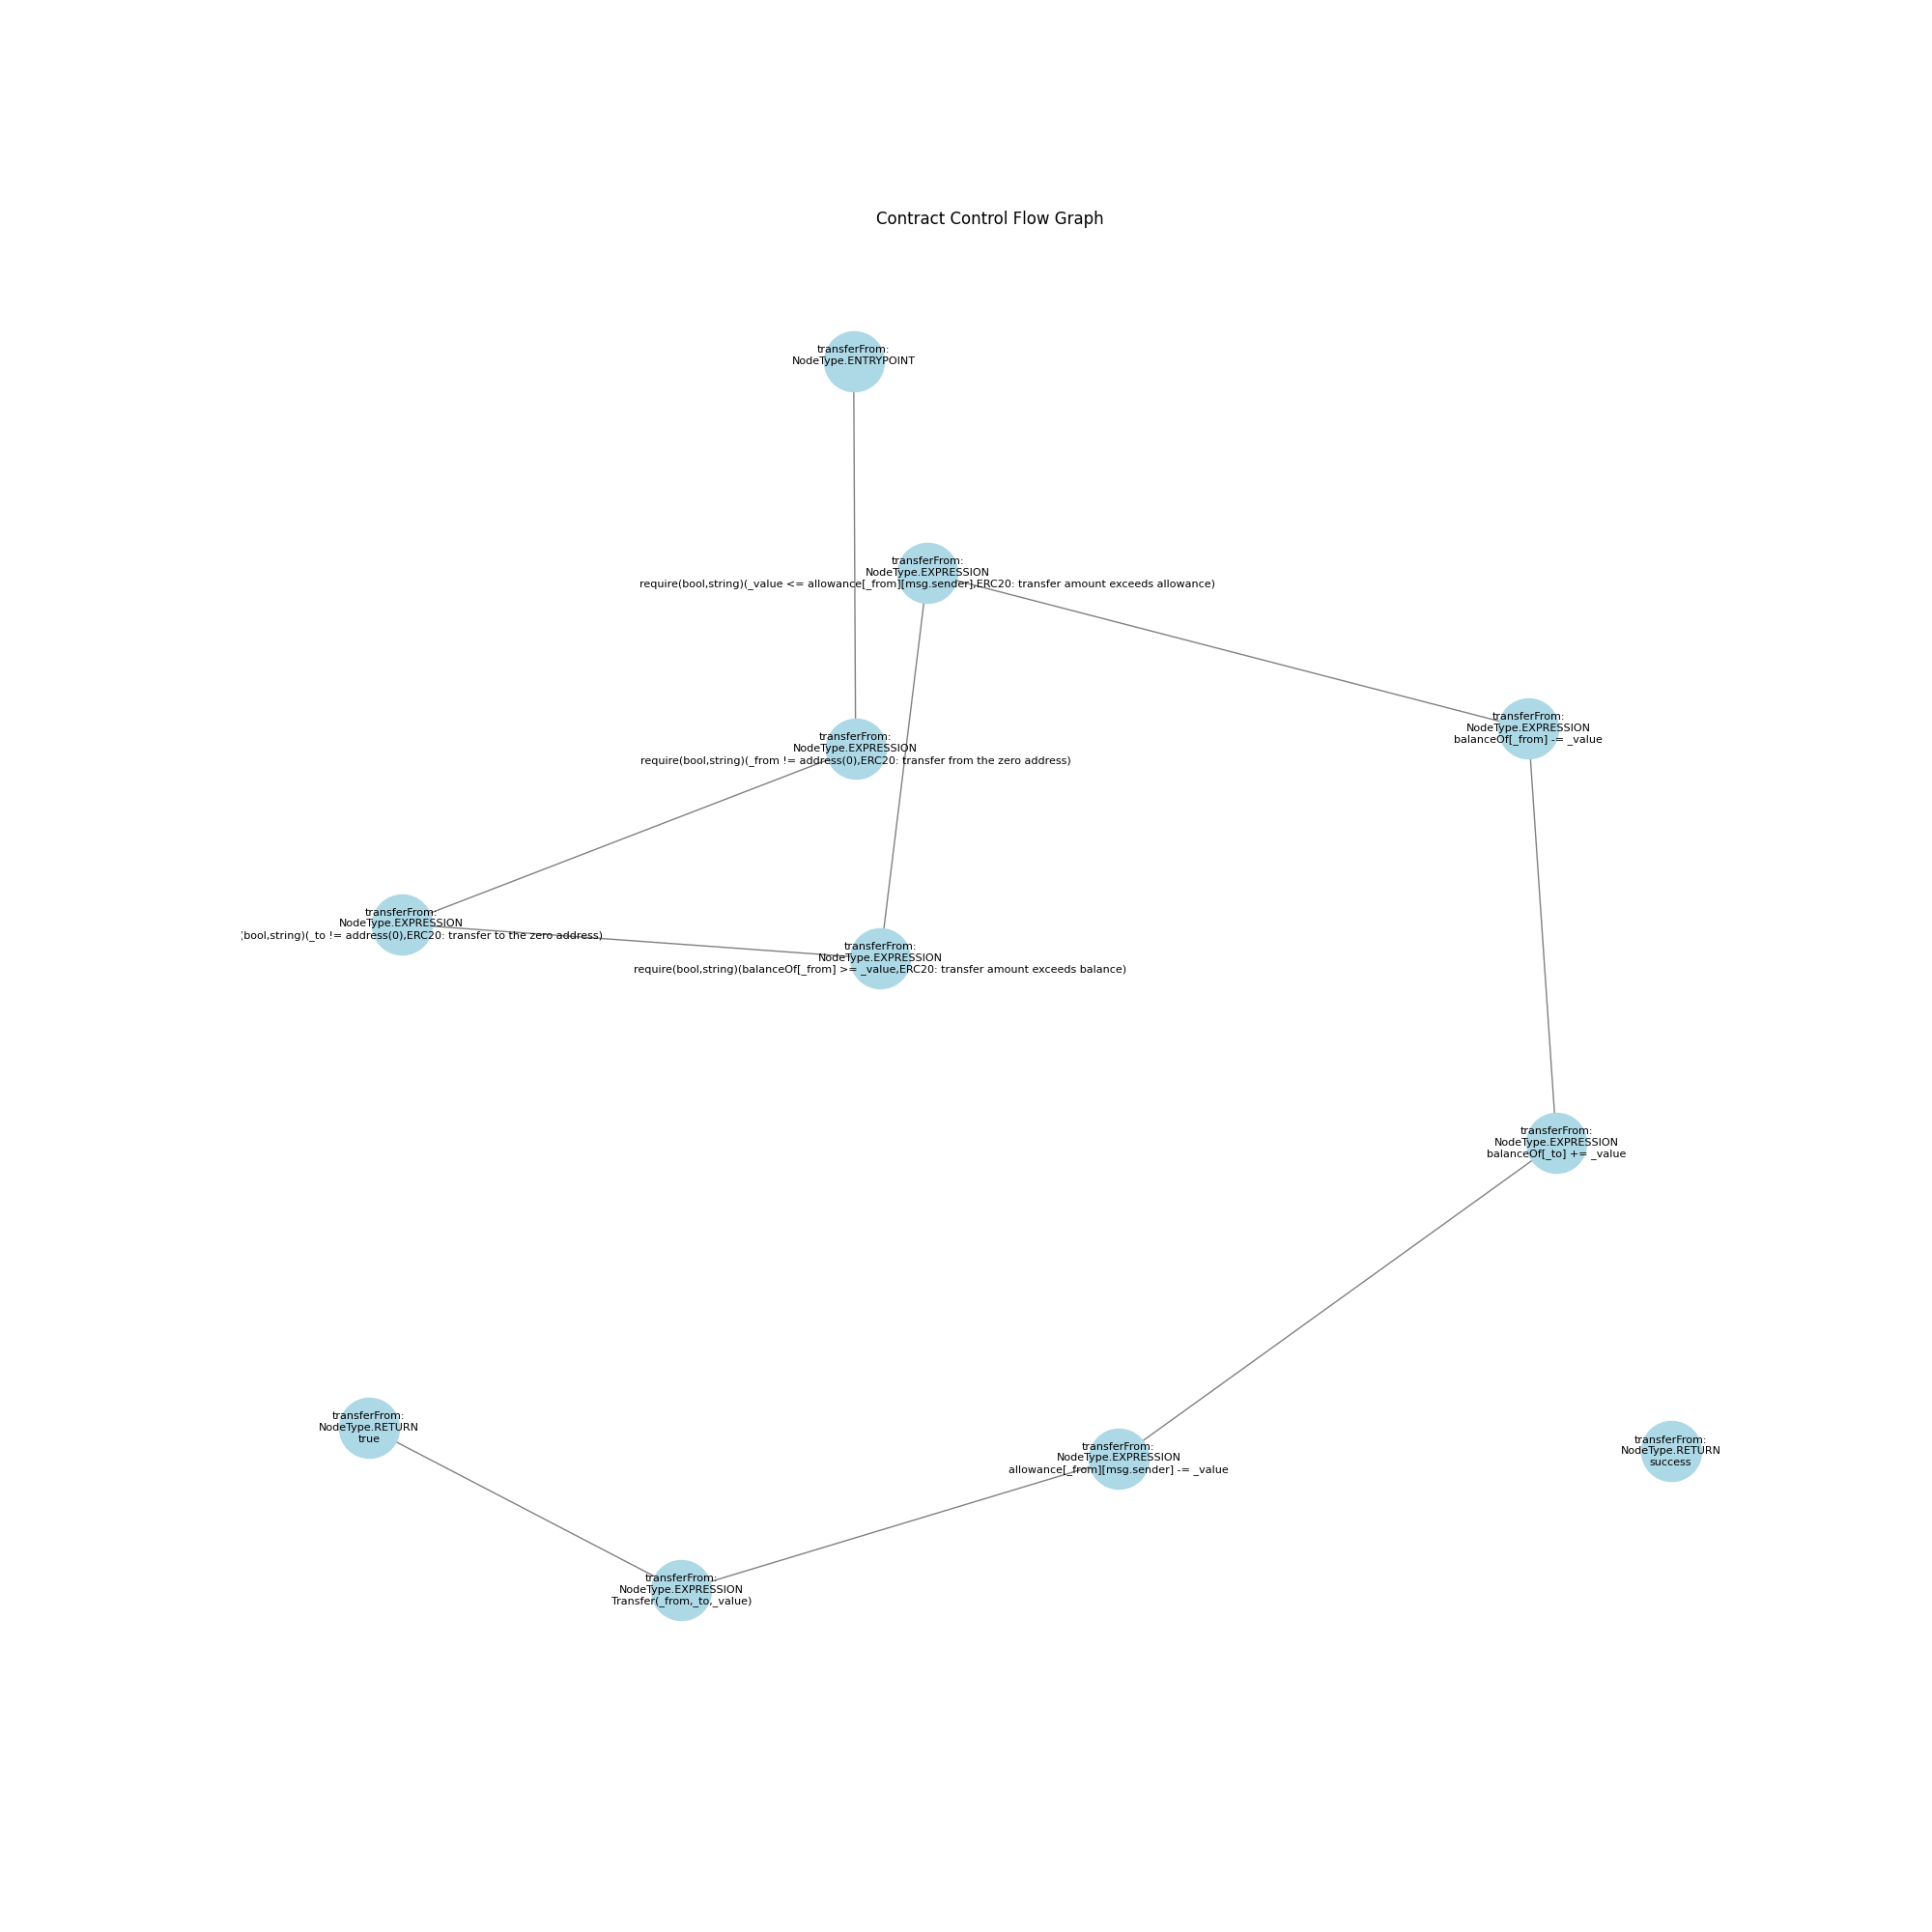 Contract Control Flow Graph
transferFrom:
NodeType.ENTRYPOINT
transferFrom:
NodeType.EXPRESSION
require(bool,string)(_value <= allowance[_from][msg.sender],ERC20: transfer amount exceeds allowance)
transferFrom:
NodeType.EXPRESSION
balanceOf[_from] -= _value
transferFrom:
NodeType.EXPRESSION
require(bool,string)(_from != address(0),ERC20: transfer from the zero address)
transferFrom:
NodeType.EXPRESSION
(bool,string)(_to != address(0),ERC20: transfer to the zero address)
transferFrom:
NodeType.EXPRESSION
require(bool,string)(balanceOf[_from] >= _value,ERC20: transfer amount exceeds balance)
transferFrom:
NodeType.EXPRESSION
balanceOf[_to] += _value
transferFrom:
NodeType.RETURN
true
transferFrom:
NodeType.EXPRESSION
allowance[_from][msg.sender] -= _value
transferFrom:
NodeType.RETURN
success
transferFrom:
NodeType.EXPRESSION
Transfer(_from,_to,_value)